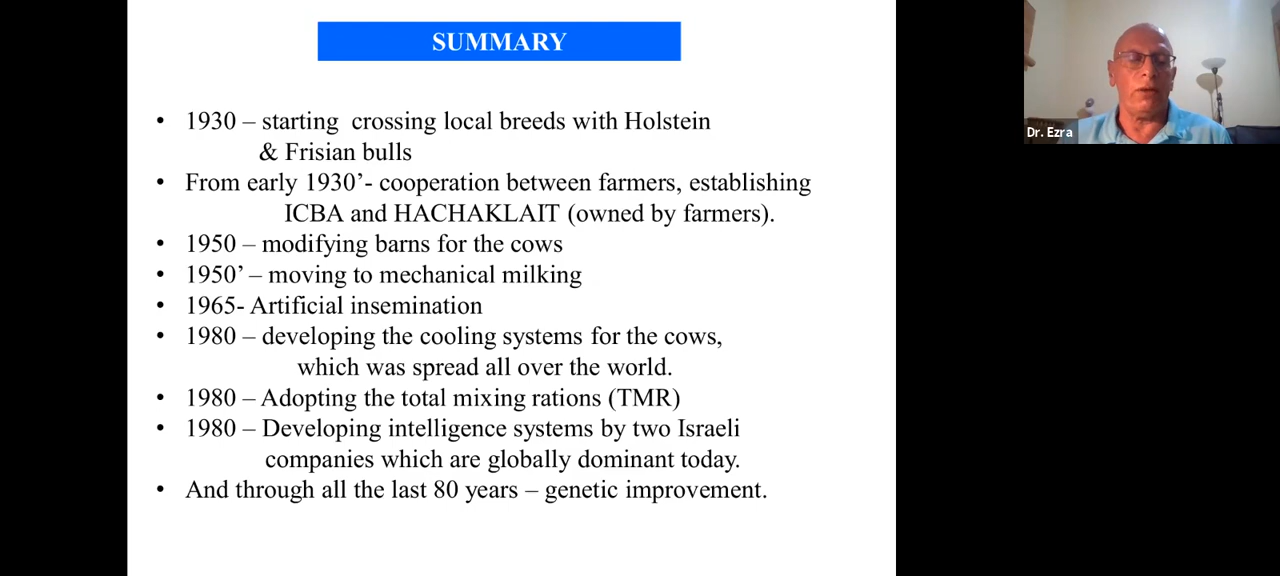 SUMMARY
• 1930 – starting crossing local breeds with Holstein
& Frisian bulls
• From early 1930’- cooperation between farmers, establishing
ICBA and HACHAKLAIT (owned by farmers).
• 1950 – modifying barns for the cows
• 1950’ – moving to mechanical milking
• 1965- Artificial insemination
• 1980 – developing the cooling systems for the cows,
which was spread all over the world.
• 1980 – Adopting the total mixing rations (TMR)
• 1980 – Developing intelligence systems by two Israeli
companies which are globally dominant today.
• And through all the last 80 years – genetic improvement.
Dr. Ezra